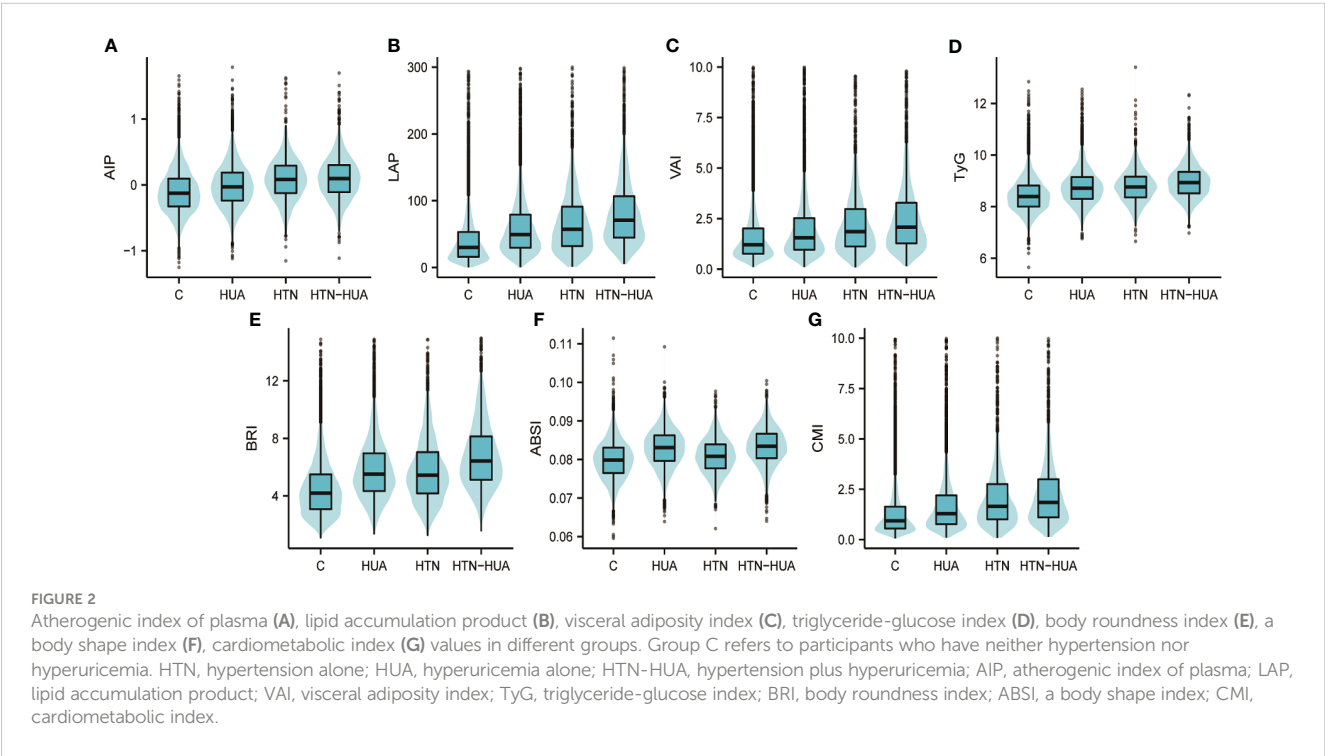 A
B
C
D
AIP
1
0
−1
C HUA HTN HTN−HUA
LAP
300
200
100
0
C HUA HTN HTN−HUA
VAI
10.0
7.5
5.0
2.5
0.0
C HUA HTN HTN−HUA
TyG
12
10
8
6
C HUA HTN HTN−HUA
E
F
G
BRI
12
8
4
C HUA HTN HTN−HUA
ABSI
0.11
0.10
0.09
0.08
0.07
0.06
C HUA HTN HTN−HUA
CMI
10.0
7.5
5.0
2.5
0.0
C HUA HTN HTN−HUA
FIGURE 2
Atherogenic index of plasma (A), lipid accumulation product (B), visceral adiposity index (C), triglyceride-glucose index (D), body roundness index (E), a
body shape index (F), cardiometabolic index (G) values in different groups. Group C refers to participants who have neither hypertension nor
hyperuricemia. HTN, hypertension alone; HUA, hyperuricemia alone; HTN-HUA, hypertension plus hyperuricemia; AIP, atherogenic index of plasma; LAP,
lipid accumulation product; VAI, visceral adiposity index; TyG, triglyceride-glucose index; BRI, body roundness index; ABSI, a body shape index; CMI,
cardiometabolic index.